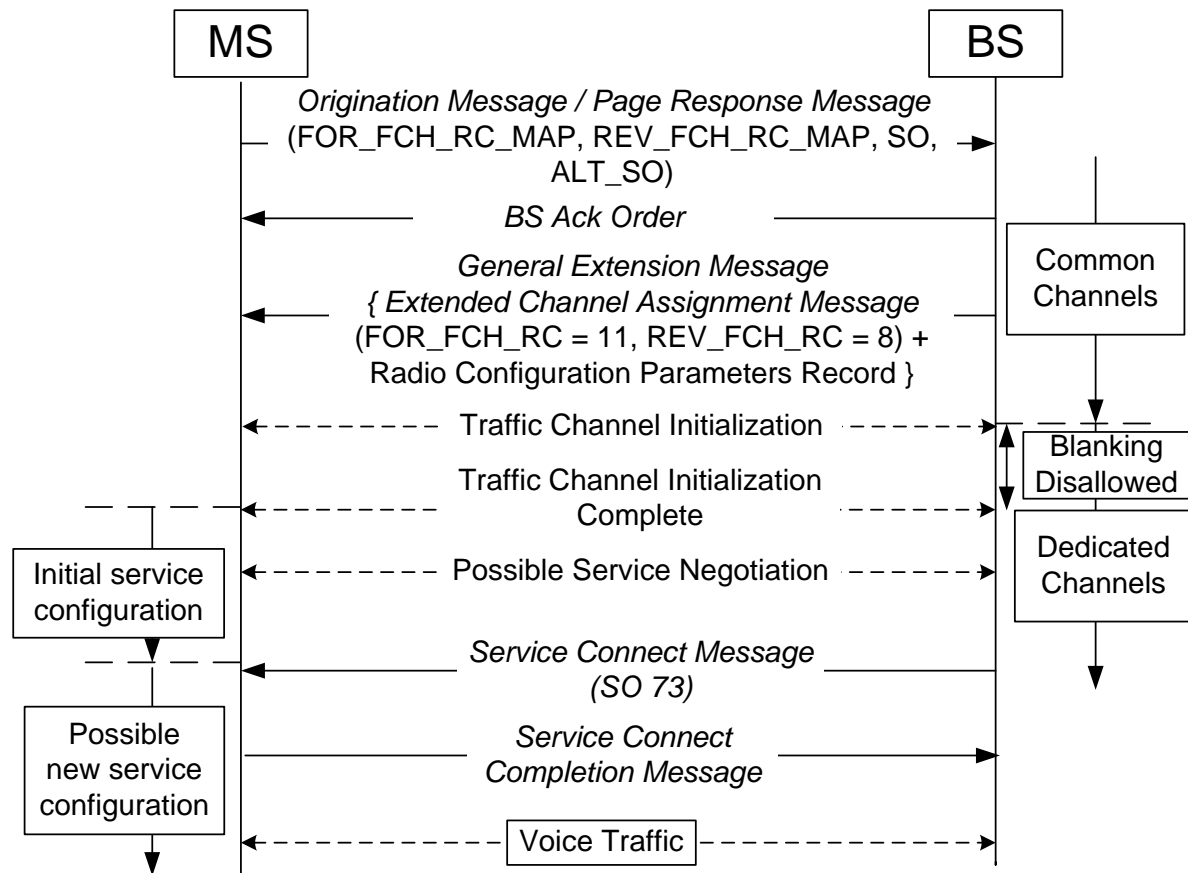 MS
BS
Origination Message / Page Response Message
(FOR_FCH_RC_MAP, REV_FCH_RC_MAP, SO,
ALT_SO)
BS Ack Order
General Extension Message
{ Extended Channel Assignment Message
(FOR_FCH_RC = 11, REV_FCH_RC = 8) +
Radio Configuration Parameters Record }
Common
Channels
Traffic Channel Initialization
Blanking
Disallowed
Traffic Channel Initialization
Complete
Dedicated
Channels
Possible Service Negotiation
Initial service
configuration
Service Connect Message
(SO 73)
Possible
new service
configuration
Service Connect
Completion Message
Voice Traffic